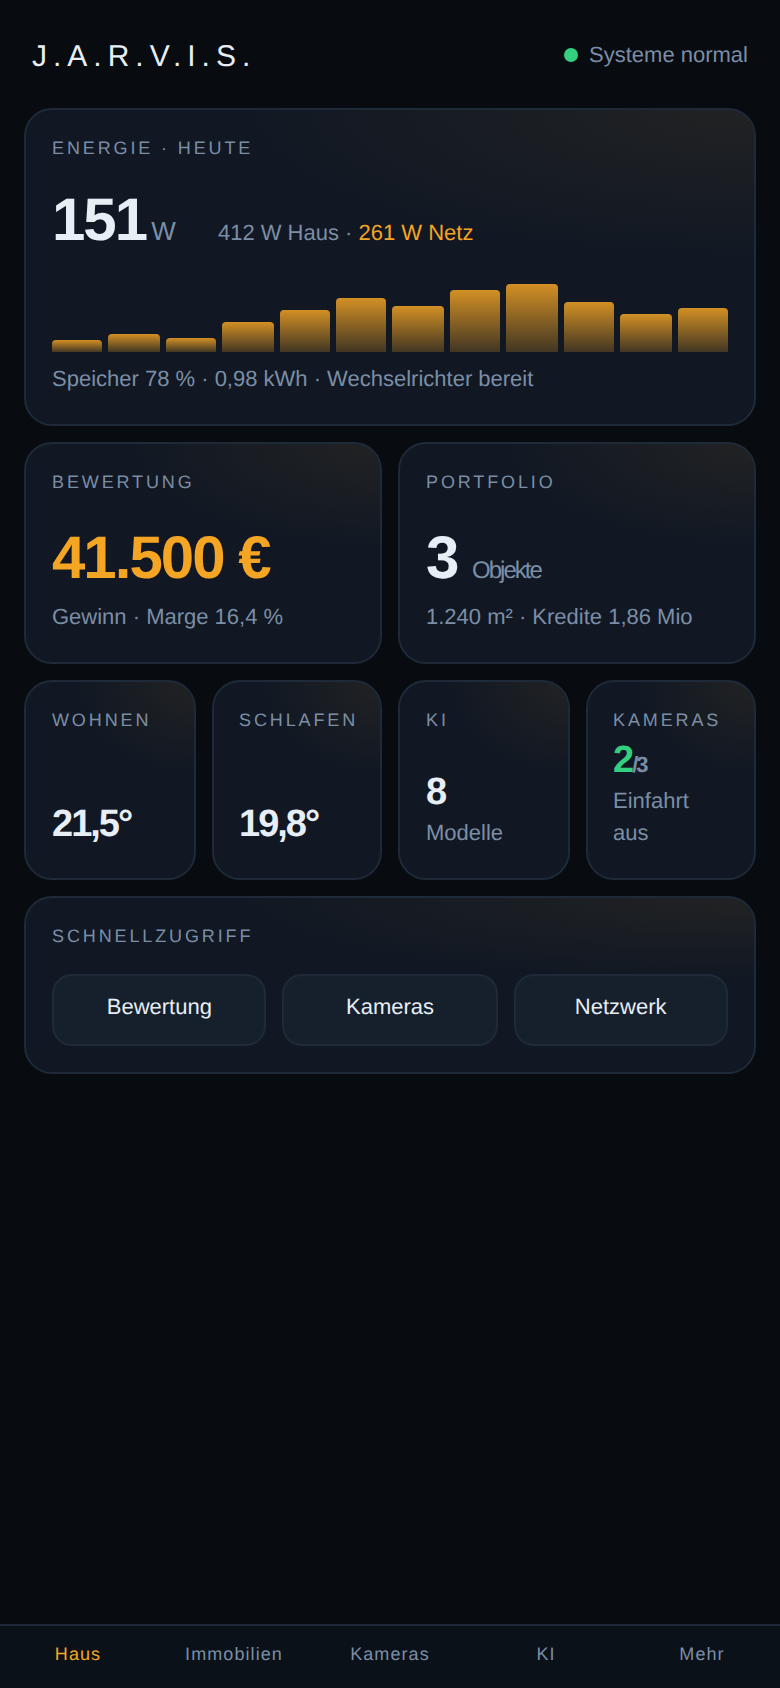 J.A.R.V.I.S.
Systeme normal
ENERGIE · HEUTE
151 W 412 W Haus · 261 W Netz
Speicher 78 % · 0,98 kWh · Wechselrichter bereit
BEWERTUNG
41.500 €
Gewinn · Marge 16,4 %
PORTFOLIO
3 Objekte
1.240 m² · Kredite 1,86 Mio
WOHNEN
21,5°
SCHLAFEN
19,8°
KI
8
Modelle
KAMERAS
2/3
Einfahrt
aus
SCHNELLZUGRIFF
Bewertung
Kameras
Netzwerk
Haus
Immobilien
Kameras
KI
Mehr